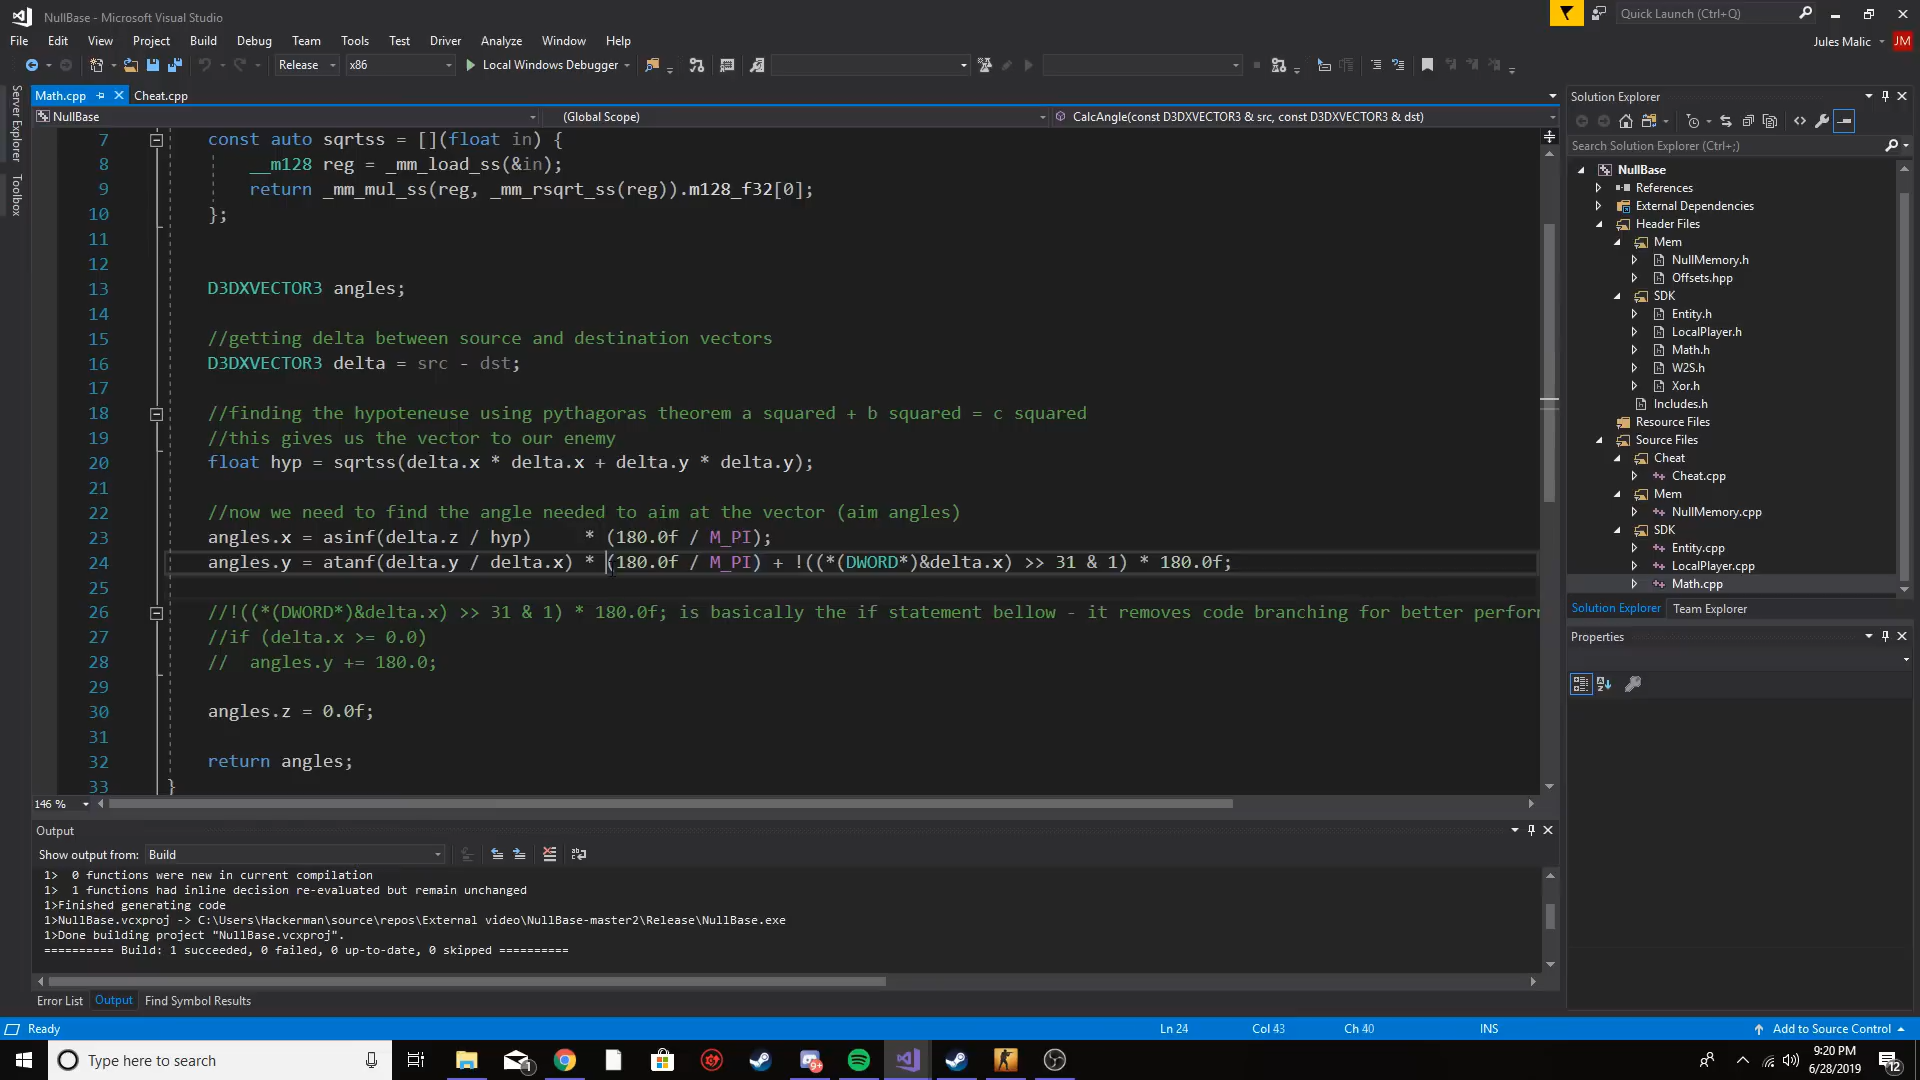 NullBase - Microsoft Visual Studio
Quick Launch (Ctrl+Q)
File Edit View Project Build Debug Team Tools Test Driver Analyze Window Help
Jules Malic JM
Release x86 Local Windows Debugger
Server Explorer
Toolbox
Math.cpp Cheat.cpp
NullBase (Global Scope) CalcAngle(const D3DXVECTOR3 & src, const D3DXVECTOR3 & dst)
7 const auto sqrtss = [](float in) {
8 __m128 reg = _mm_load_ss(&in);
9 return _mm_mul_ss(reg, _mm_rsqrt_ss(reg)).m128_f32[0];
10 };
11
12
13 D3DXVECTOR3 angles;
14
15 //getting delta between source and destination vectors
16 D3DXVECTOR3 delta = src - dst;
17
18 //finding the hypoteneuse using pythagoras theorem a squared + b squared = c squared
19 //this gives us the vector to our enemy
20 float hyp = sqrtss(delta.x * delta.x + delta.y * delta.y);
21
22 //now we need to find the angle needed to aim at the vector (aim angles)
23 angles.x = asinf(delta.z / hyp) * (180.0f / M_PI);
24 angles.y = atanf(delta.y / delta.x) * (180.0f / M_PI) + !((*(DWORD*)&delta.x) >> 31 & 1) * 180.0f;
25
26 //!((*(DWORD*)&delta.x) >> 31 & 1) * 180.0f; is basically the if statement bellow - it removes code branching for better perfor
27 //if (delta.x >= 0.0)
28 // angles.y += 180.0;
29
30 angles.z = 0.0f;
31
32 return angles;
33 }
146 %
Output
Show output from: Build
1> 0 functions were new in current compilation
1> 1 functions had inline decision re-evaluated but remain unchanged
1>Finished generating code
1>NullBase.vcxproj -> C:\Users\Hackerman\source\repos\External video\NullBase-master2\Release\NullBase.exe
1>Done building project "NullBase.vcxproj".
========== Build: 1 succeeded, 0 failed, 0 up-to-date, 0 skipped ==========
Error List Output Find Symbol Results
Solution Explorer
Search Solution Explorer (Ctrl+;)
NullBase
References
External Dependencies
Header Files
Mem
NullMemory.h
Offsets.hpp
SDK
Entity.h
LocalPlayer.h
Math.h
W2S.h
Xor.h
Includes.h
Resource Files
Source Files
Cheat
Cheat.cpp
Mem
NullMemory.cpp
SDK
Entity.cpp
LocalPlayer.cpp
Math.cpp
Solution Explorer Team Explorer
Properties
Ready Ln 24 Col 43 Ch 40 INS Add to Source Control
Type here to search
9:20 PM
6/28/2019
12